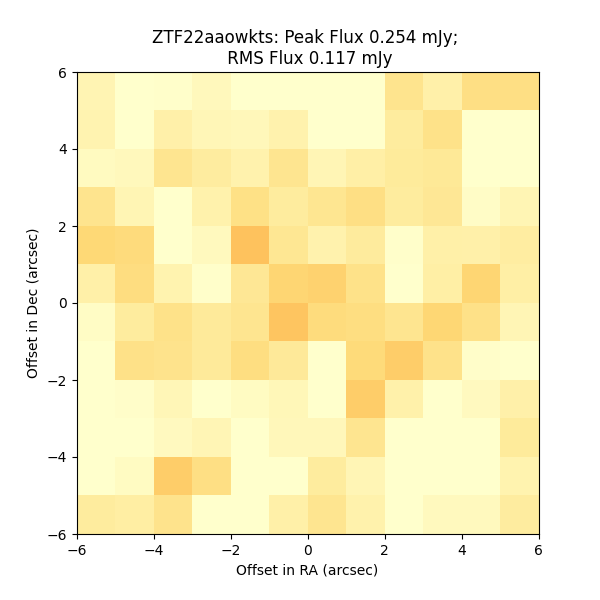 ZTF22aaowkts: Peak Flux 0.254 mJy;
RMS Flux 0.117 mJy
6
4
2
0
−2
−4
−6
Offset in Dec (arcsec)
−6 −4 −2 0 2 4 6
Offset in RA (arcsec)